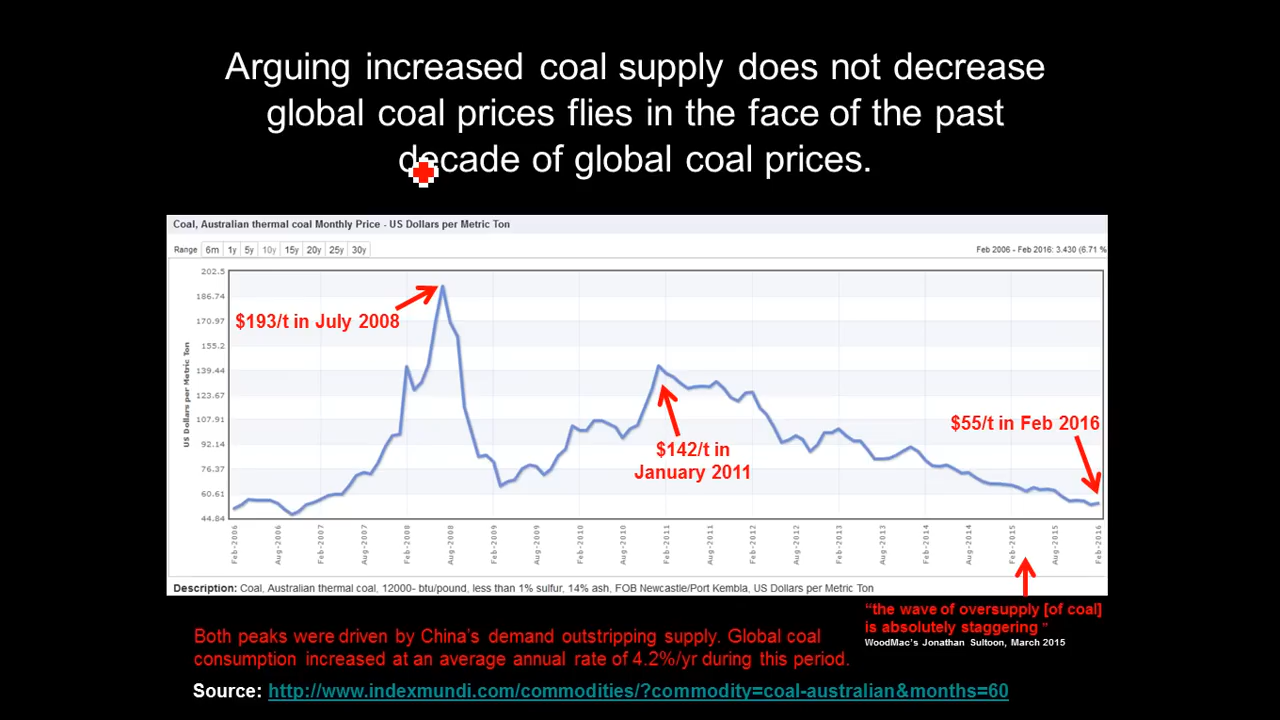 Arguing increased coal supply does not decrease
global coal prices flies in the face of the past
decade of global coal prices.
Coal, Australian thermal coal Monthly Price - US Dollars per Metric Ton
Range 6m 1y 5y 10y 15y 20y 25y 30y
Feb 2006 - Feb 2016: 3.430 (6.71 %
US Dollars per Metric Ton
202.5
186.74
170.97
155.2
139.44
123.67
107.91
92.14
76.37
60.61
44.84
$193/t in July 2008
$142/t in
January 2011
$55/t in Feb 2016
Feb-2006
Aug-2006
Feb-2007
Aug-2007
Feb-2008
Aug-2008
Feb-2009
Aug-2009
Feb-2010
Aug-2010
Feb-2011
Aug-2011
Feb-2012
Aug-2012
Feb-2013
Aug-2013
Feb-2014
Aug-2014
Feb-2015
Aug-2015
Feb-2016
Description: Coal, Australian thermal coal, 12000- btu/pound, less than 1% sulfur, 14% ash, FOB Newcastle/Port Kembla, US Dollars per Metric Ton
"the wave of oversupply [of coal]
is absolutely staggering "
WoodMac's Jonathan Sultoon, March 2015
Both peaks were driven by China's demand outstripping supply. Global coal
consumption increased at an average annual rate of 4.2%/yr during this period.
Source: http://www.indexmundi.com/commodities/?commodity=coal-australian&months=60